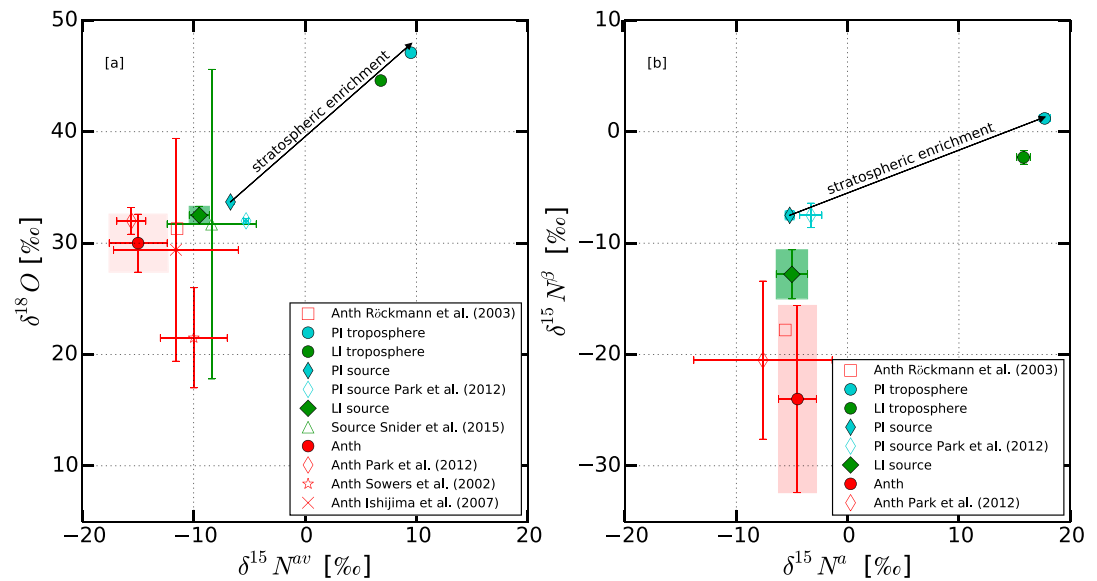 [a]
50
40
30
20
10
δ¹⁸O [‰]
stratospheric enrichment
Anth Röckmann et al. (2003)
PI troposphere
LI troposphere
PI source
PI source Park et al. (2012)
LI source
Source Snider et al. (2015)
Anth
Anth Park et al. (2012)
Anth Sowers et al. (2002)
Anth Ishijima et al. (2007)
−20 −10 0 10 20
δ¹⁵Nᵃᵛ [‰]
[b]
10
0
−10
−20
−30
δ¹⁵Nᵝ [‰]
stratospheric enrichment
Anth Röckmann et al. (2003)
PI troposphere
LI troposphere
PI source
PI source Park et al. (2012)
LI source
Anth
Anth Park et al. (2012)
−20 −10 0 10 20
δ¹⁵Nᵃ [‰]